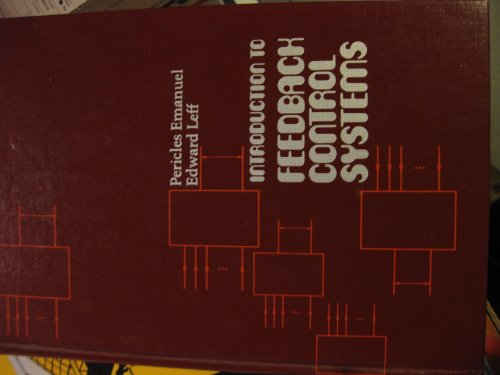 Pericles Emanuel
Edward Leff
INTRODUCTION TO
FEEDBACK
CONTROL
SYSTEMS